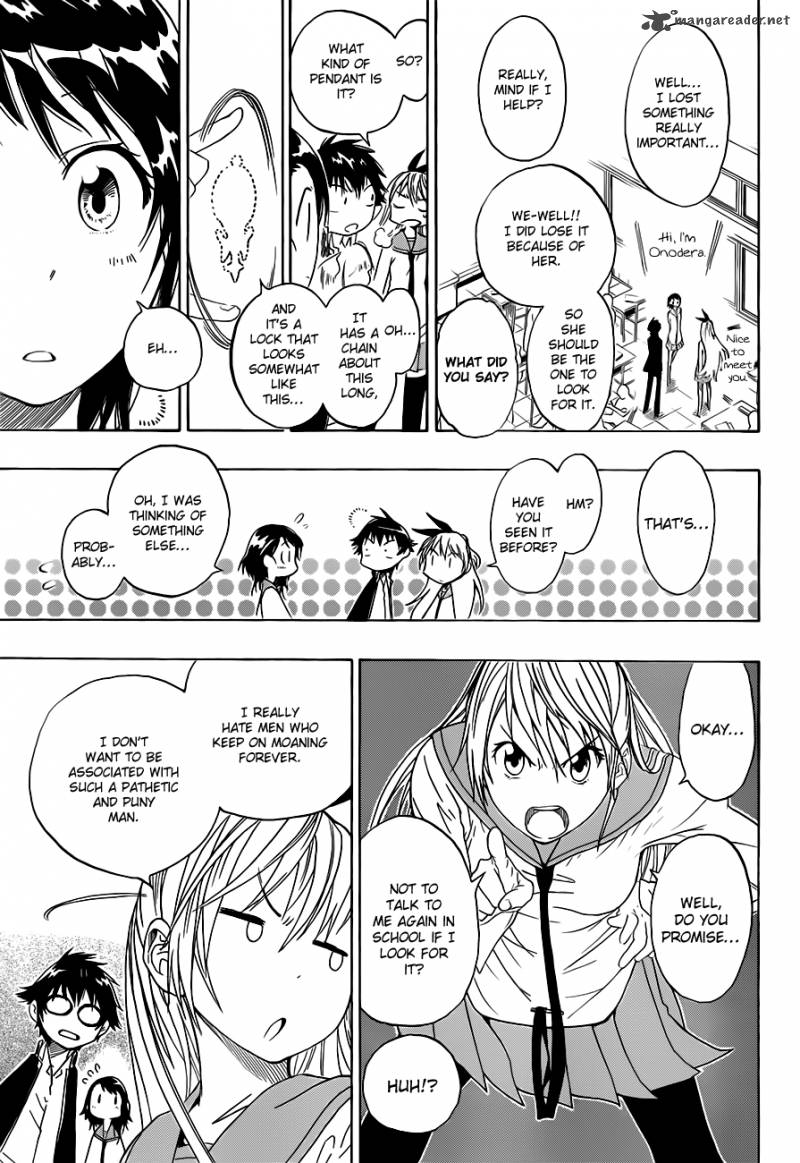 mangareader.net
WELL...
I LOST
SOMETHING
REALLY
IMPORTANT...
REALLY,
MIND IF I
HELP?
Hi, I'm
Onodera.
Nice
to
meet
you.
WE-WELL!!
I DID LOSE IT
BECAUSE OF
HER.
SO
SHE
SHOULD
BE THE
ONE TO
LOOK
FOR IT.
WHAT DID
YOU SAY?
SO?
WHAT
KIND OF
PENDANT IS
IT?
OH...
IT
HAS A
CHAIN
ABOUT
THIS
LONG,
AND
IT'S A
LOCK THAT
LOOKS
SOMEWHAT
LIKE
THIS...
EH...
THAT'S...
HM?
HAVE
YOU
SEEN IT
BEFORE?
OH, I WAS
THINKING OF
SOMETHING
ELSE...
PROB-
ABLY...
OKAY...
WELL,
DO YOU
PROMISE...
NOT TO
TALK TO
ME AGAIN IN
SCHOOL IF I
LOOK FOR
IT?
HUH!?
I REALLY
HATE MEN WHO
KEEP ON MOANING
FOREVER.
I DON'T
WANT TO BE
ASSOCIATED WITH
SUCH A PATHETIC
AND PUNY
MAN.